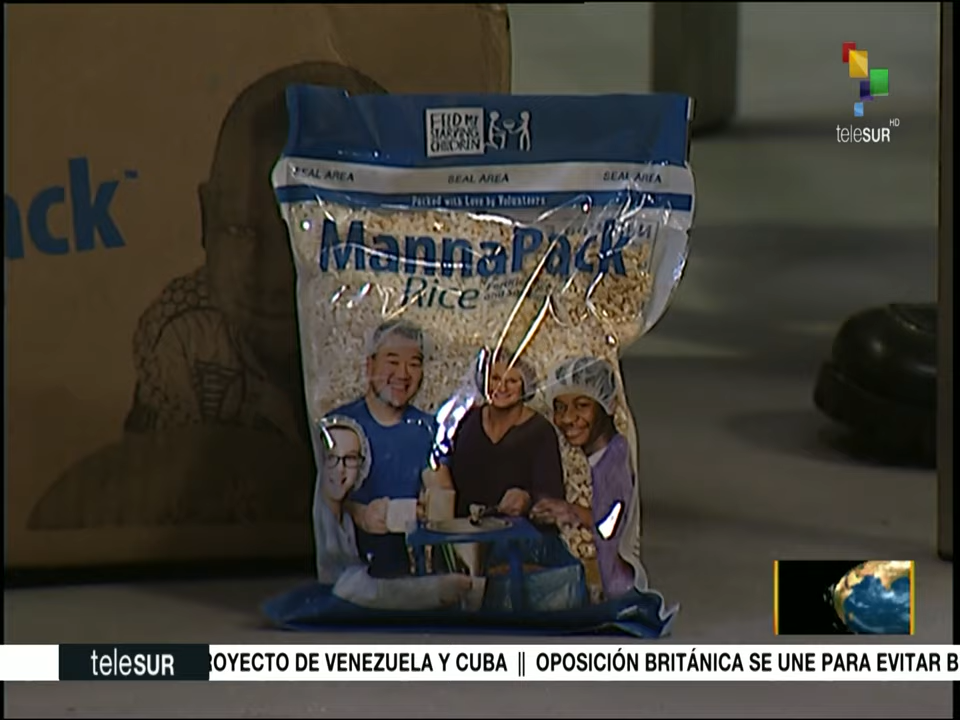 teleSUR HD
ack™
FEED MY
STARVING
CHILDREN
SEAL AREA SEAL AREA SEAL AREA
Packed with Love by Volunteers
MannaPack
Rice
teleSUR
ROYECTO DE VENEZUELA Y CUBA || OPOSICIÓN BRITÁNICA SE UNE PARA EVITAR B